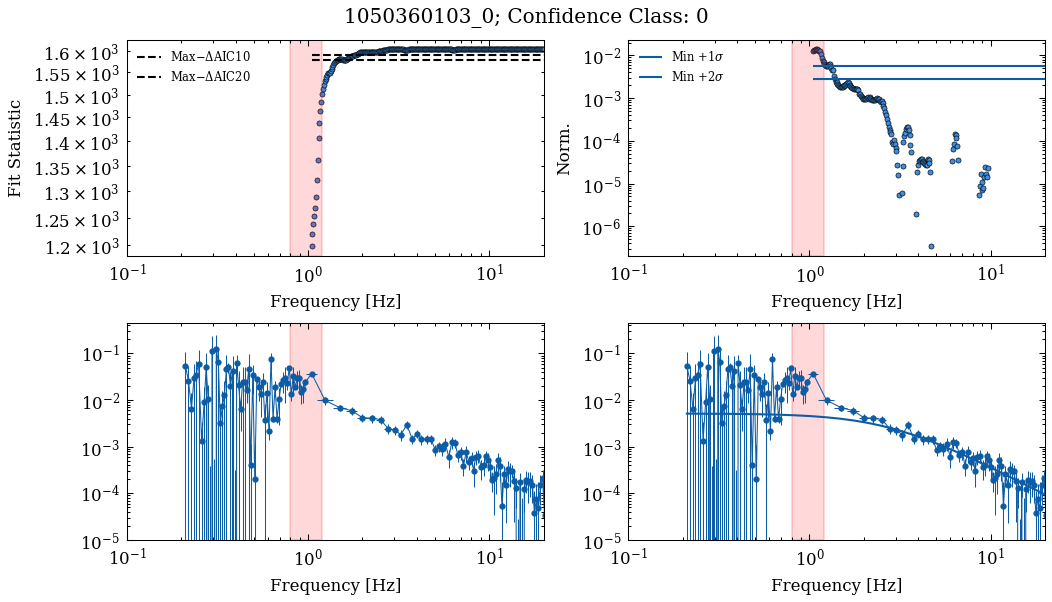 1050360103_0; Confidence Class: 0
Fit Statistic
1.6 × 10³
1.55 × 10³
1.5 × 10³
1.45 × 10³
1.4 × 10³
1.35 × 10³
1.3 × 10³
1.25 × 10³
1.2 × 10³
Max−ΔAIC10
Max−ΔAIC20
10⁻¹ 10⁰ 10¹
Frequency [Hz]
Norm.
10⁻²
10⁻³
10⁻⁴
10⁻⁵
10⁻⁶
Min +1σ
Min +2σ
10⁻¹ 10⁰ 10¹
Frequency [Hz]
10⁻¹
10⁻²
10⁻³
10⁻⁴
10⁻⁵
10⁻¹ 10⁰ 10¹
Frequency [Hz]
10⁻¹
10⁻²
10⁻³
10⁻⁴
10⁻⁵
10⁻¹ 10⁰ 10¹
Frequency [Hz]